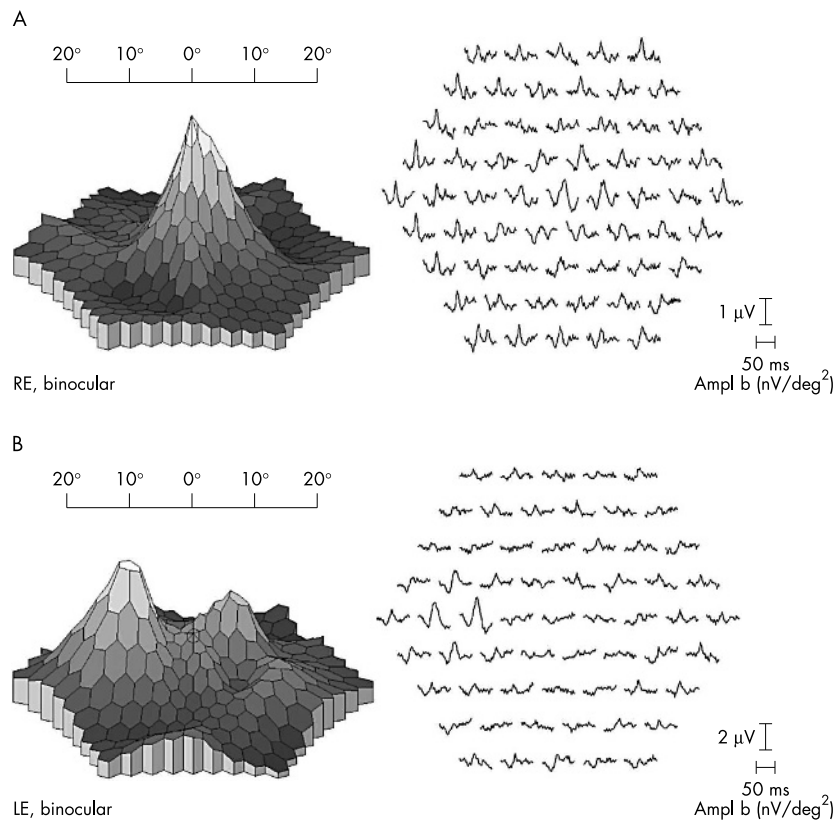 A
20° 10° 0° 10° 20°
1 μV
50 ms
RE, binocular
Ampl b (nV/deg²)
B
20° 10° 0° 10° 20°
2 μV
50 ms
LE, binocular
Ampl b (nV/deg²)